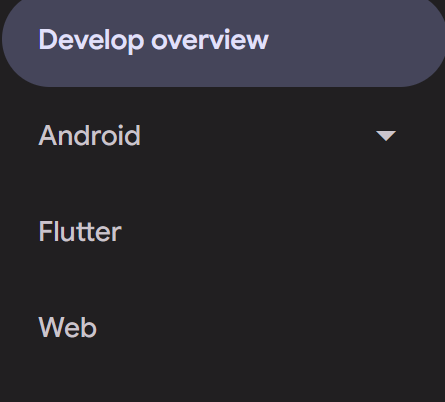 Develop overview
Android
Flutter
Web